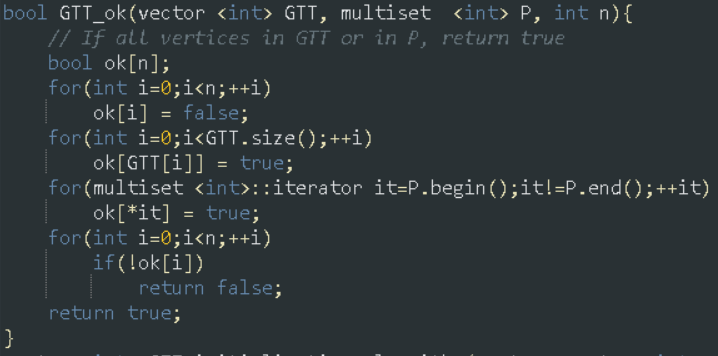 bool GTT_ok(vector <int> GTT, multiset  <int> P, int n){
    // If all vertices in GTT or in P, return true
    bool ok[n];
    for(int i=0;i<n;++i)
        ok[i] = false;
    for(int i=0;i<GTT.size();++i)
        ok[GTT[i]] = true;
    for(multiset <int>::iterator it=P.begin();it!=P.end();++it)
        ok[*it] = true;
    for(int i=0;i<n;++i)
        if(!ok[i])
            return false;
    return true;
}